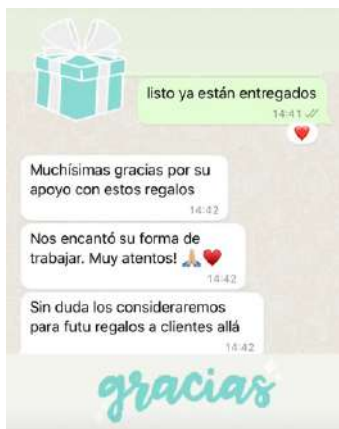 listo ya están entregados
14:41
Muchísimas gracias por su
apoyo con estos regalos
14:42
Nos encantó su forma de
trabajar. Muy atentos! 🙏🏼❤️
14:42
Sin duda los consideraremos
para futu regalos a clientes allá
14:42
gracias